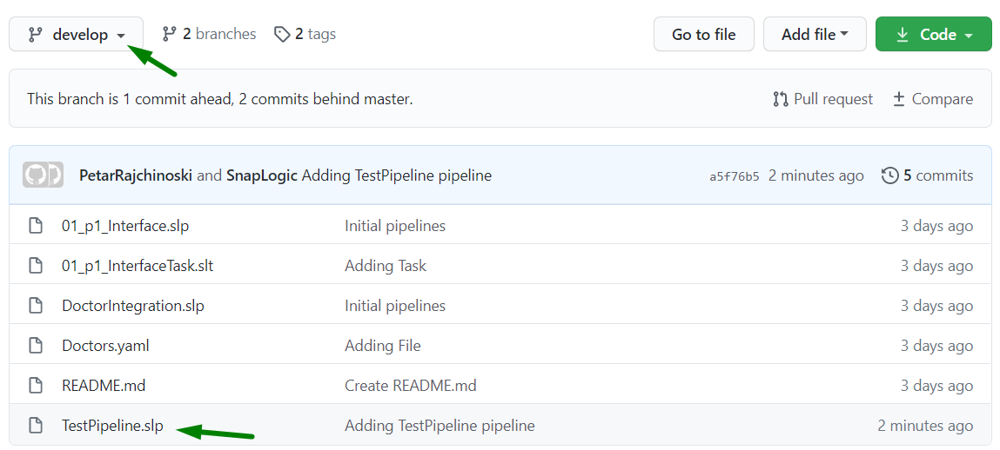 develop 2 branches 2 tags Go to file Add file Code
This branch is 1 commit ahead, 2 commits behind master. Pull request Compare
PetarRajchinoski and SnapLogic Adding TestPipeline pipeline a5f76b5 2 minutes ago 5 commits
01_p1_Interface.slp Initial pipelines 3 days ago
01_p1_InterfaceTask.slt Adding Task 3 days ago
DoctorIntegration.slp Initial pipelines 3 days ago
Doctors.yaml Adding File 3 days ago
README.md Create README.md 3 days ago
TestPipeline.slp Adding TestPipeline pipeline 2 minutes ago